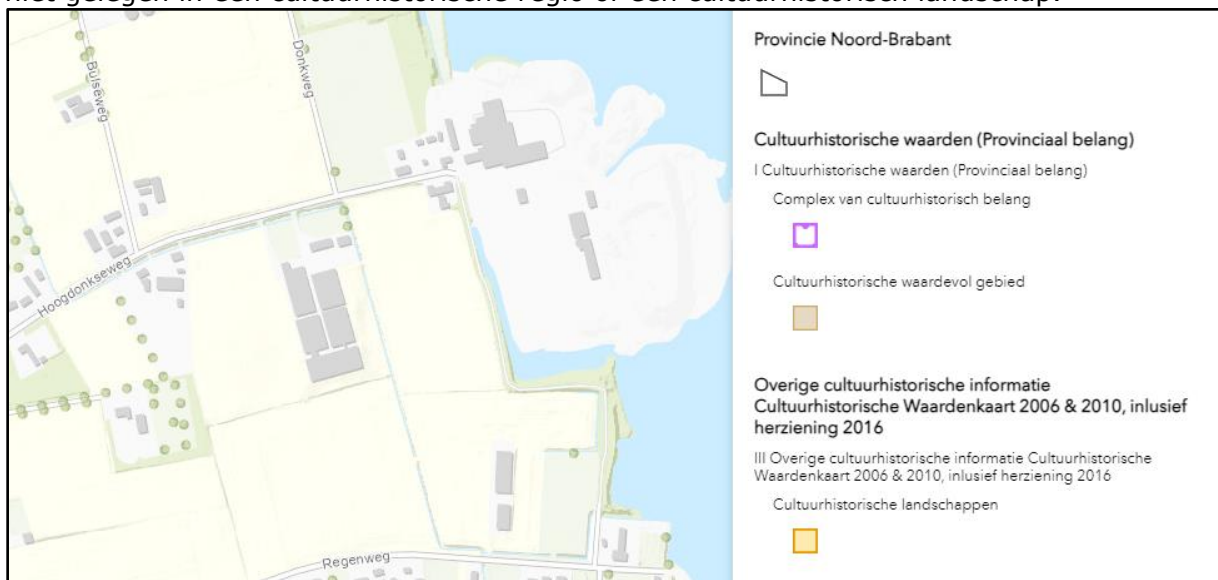 niet gelegen in een cultuurhistorische regio of een cultuurhistorisch landschap.
Bulseweg
Donkweg
Hoogdonkseweg
Regenweg
Provincie Noord-Brabant
Cultuurhistorische waarden (Provinciaal belang)
I Cultuurhistorische waarden (Provinciaal belang)
Complex van cultuurhistorisch belang
Cultuurhistorische waardevol gebied
Overige cultuurhistorische informatie
Cultuurhistorische Waardenkaart 2006 & 2010, inlusief
herziening 2016
III Overige cultuurhistorische informatie Cultuurhistorische
Waardenkaart 2006 & 2010, inlusief herziening 2016
Cultuurhistorische landschappen